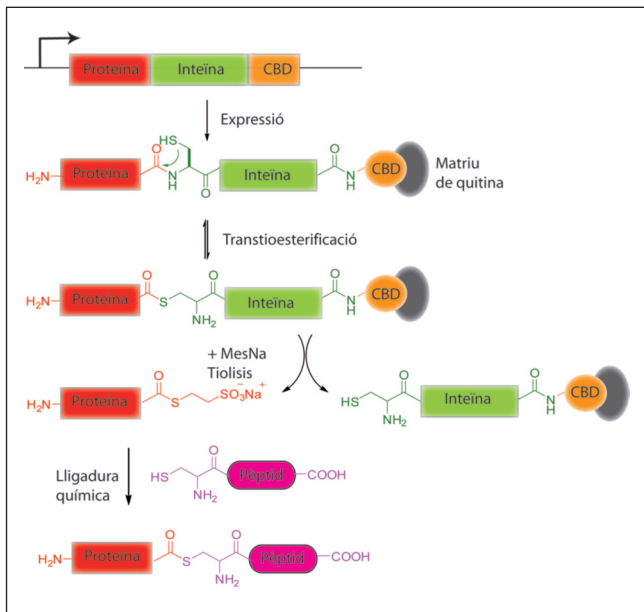 Proteïna Inteïna CBD
Expressió
HS
O O O
H₂N Proteïna N H O Inteïna N H CBD Matriu
de quitina
Transtioesterificació
O O O
H₂N Proteïna S Inteïna N H CBD
NH₂
+ MesNa
Tiolisis
O SO₃Na⁻ ⁺ O O
H₂N Proteïna S HS Inteïna N H CBD
NH₂
Lligadura
química
O
HS Pèptid COOH
NH₂
O O
H₂N Proteïna S Pèptid COOH
NH₂